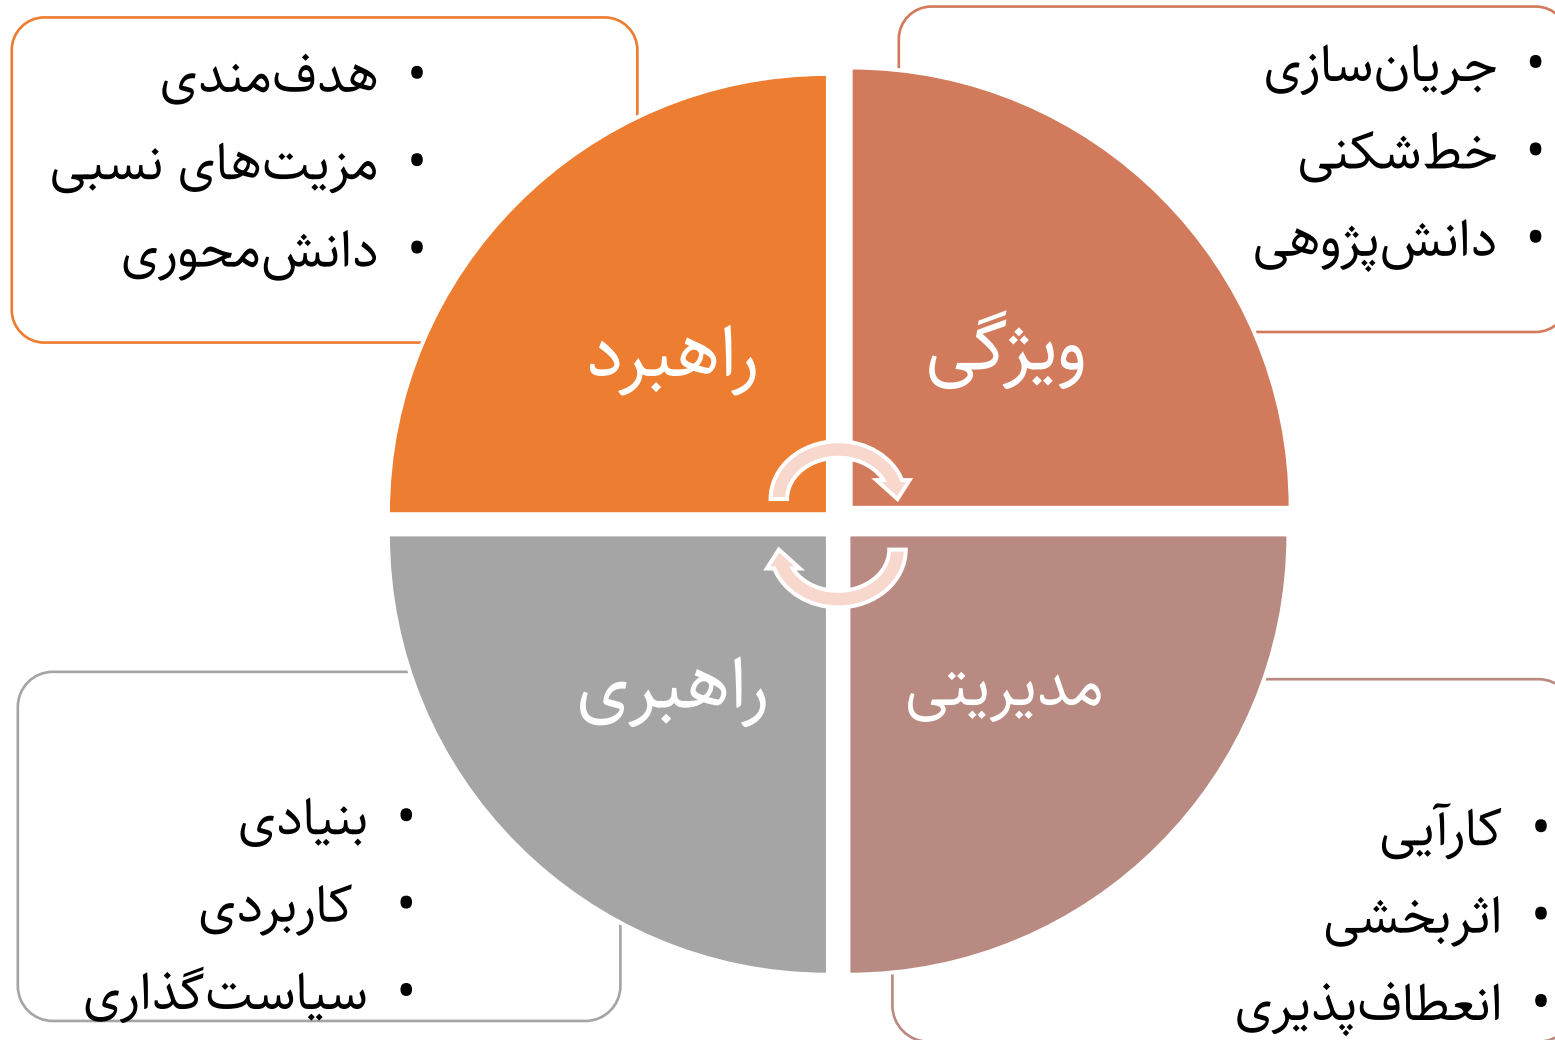 • جریان‌سازی
• خط‌شکنی
• دانش‌پژوهی
ویژگی
• هدف‌مندی
• مزیت‌های نسبی
• دانش‌محوری
راهبرد
مدیریتی
• کارآیی
• اثربخشی
• انعطاف‌پذیری
راهبری
• بنیادی
• کاربردی
• سیاست‌گذاری